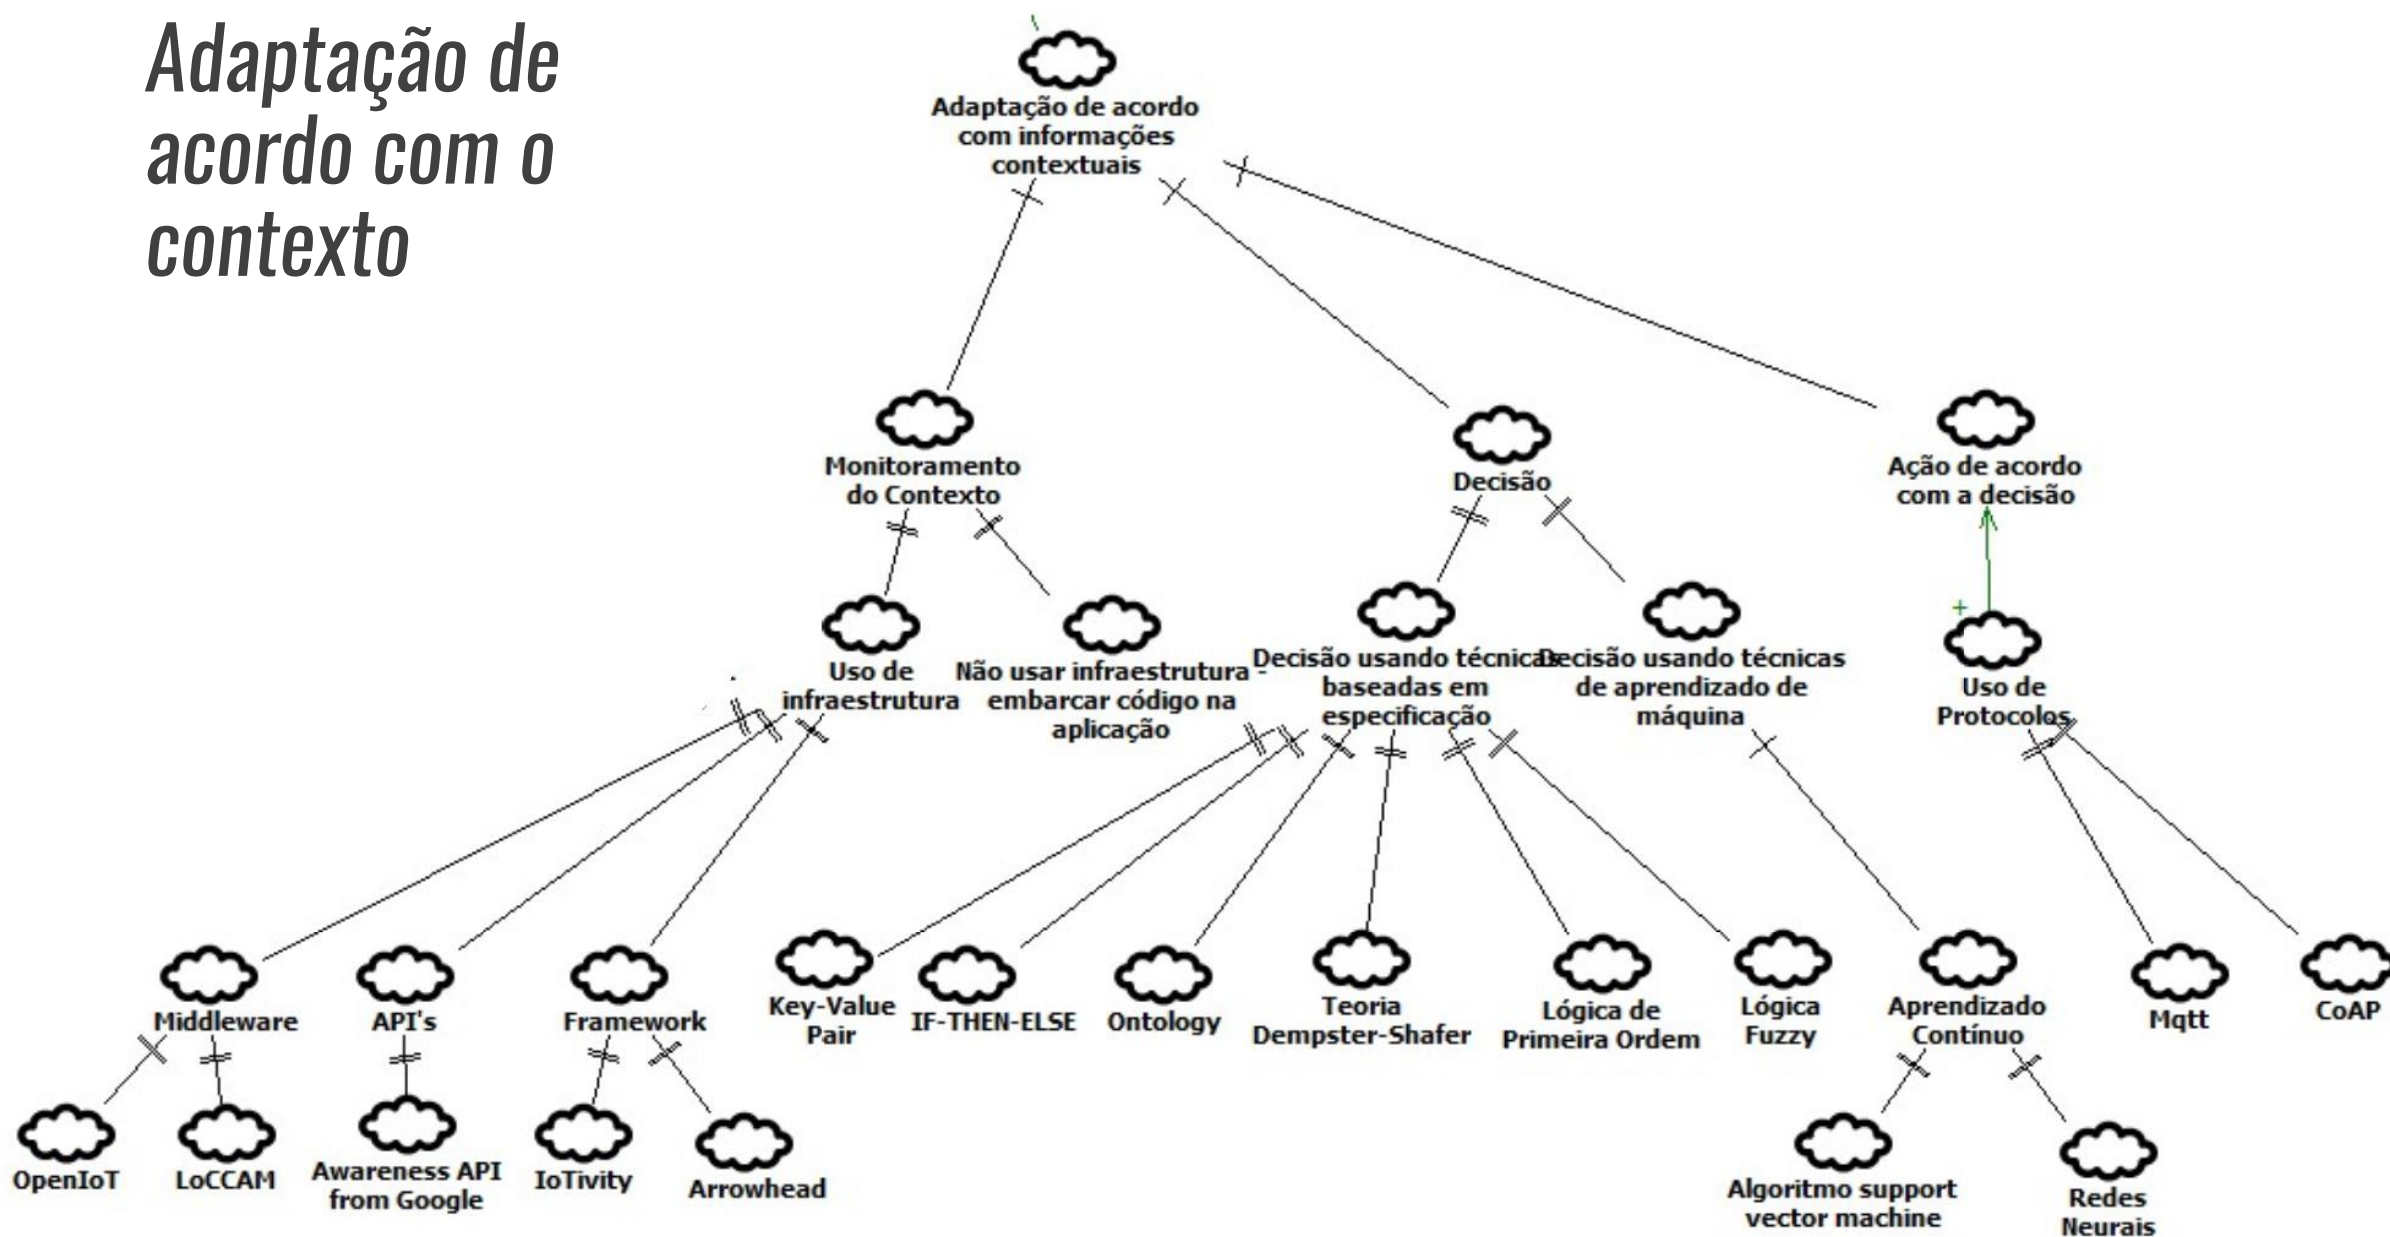 Adaptação de
acordo com o
contexto
Adaptação de acordo
com informações
contextuais
Monitoramento
do Contexto
Decisão
Ação de acordo
com a decisão
Uso de
infraestrutura
Não usar infraestrutura -
embarcar código na
aplicação
Decisão usando técnicas
baseadas em
especificação
Decisão usando técnicas
de aprendizado de
máquina
+
Uso de
Protocolos
Middleware
API's
Framework
Key-Value
Pair
IF-THEN-ELSE
Ontology
Teoria
Dempster-Shafer
Lógica de
Primeira Ordem
Lógica
Fuzzy
Aprendizado
Contínuo
Mqtt
CoAP
OpenIoT
LoCCAM
Awareness API
from Google
IoTivity
Arrowhead
Algoritmo support
vector machine
Redes
Neurais